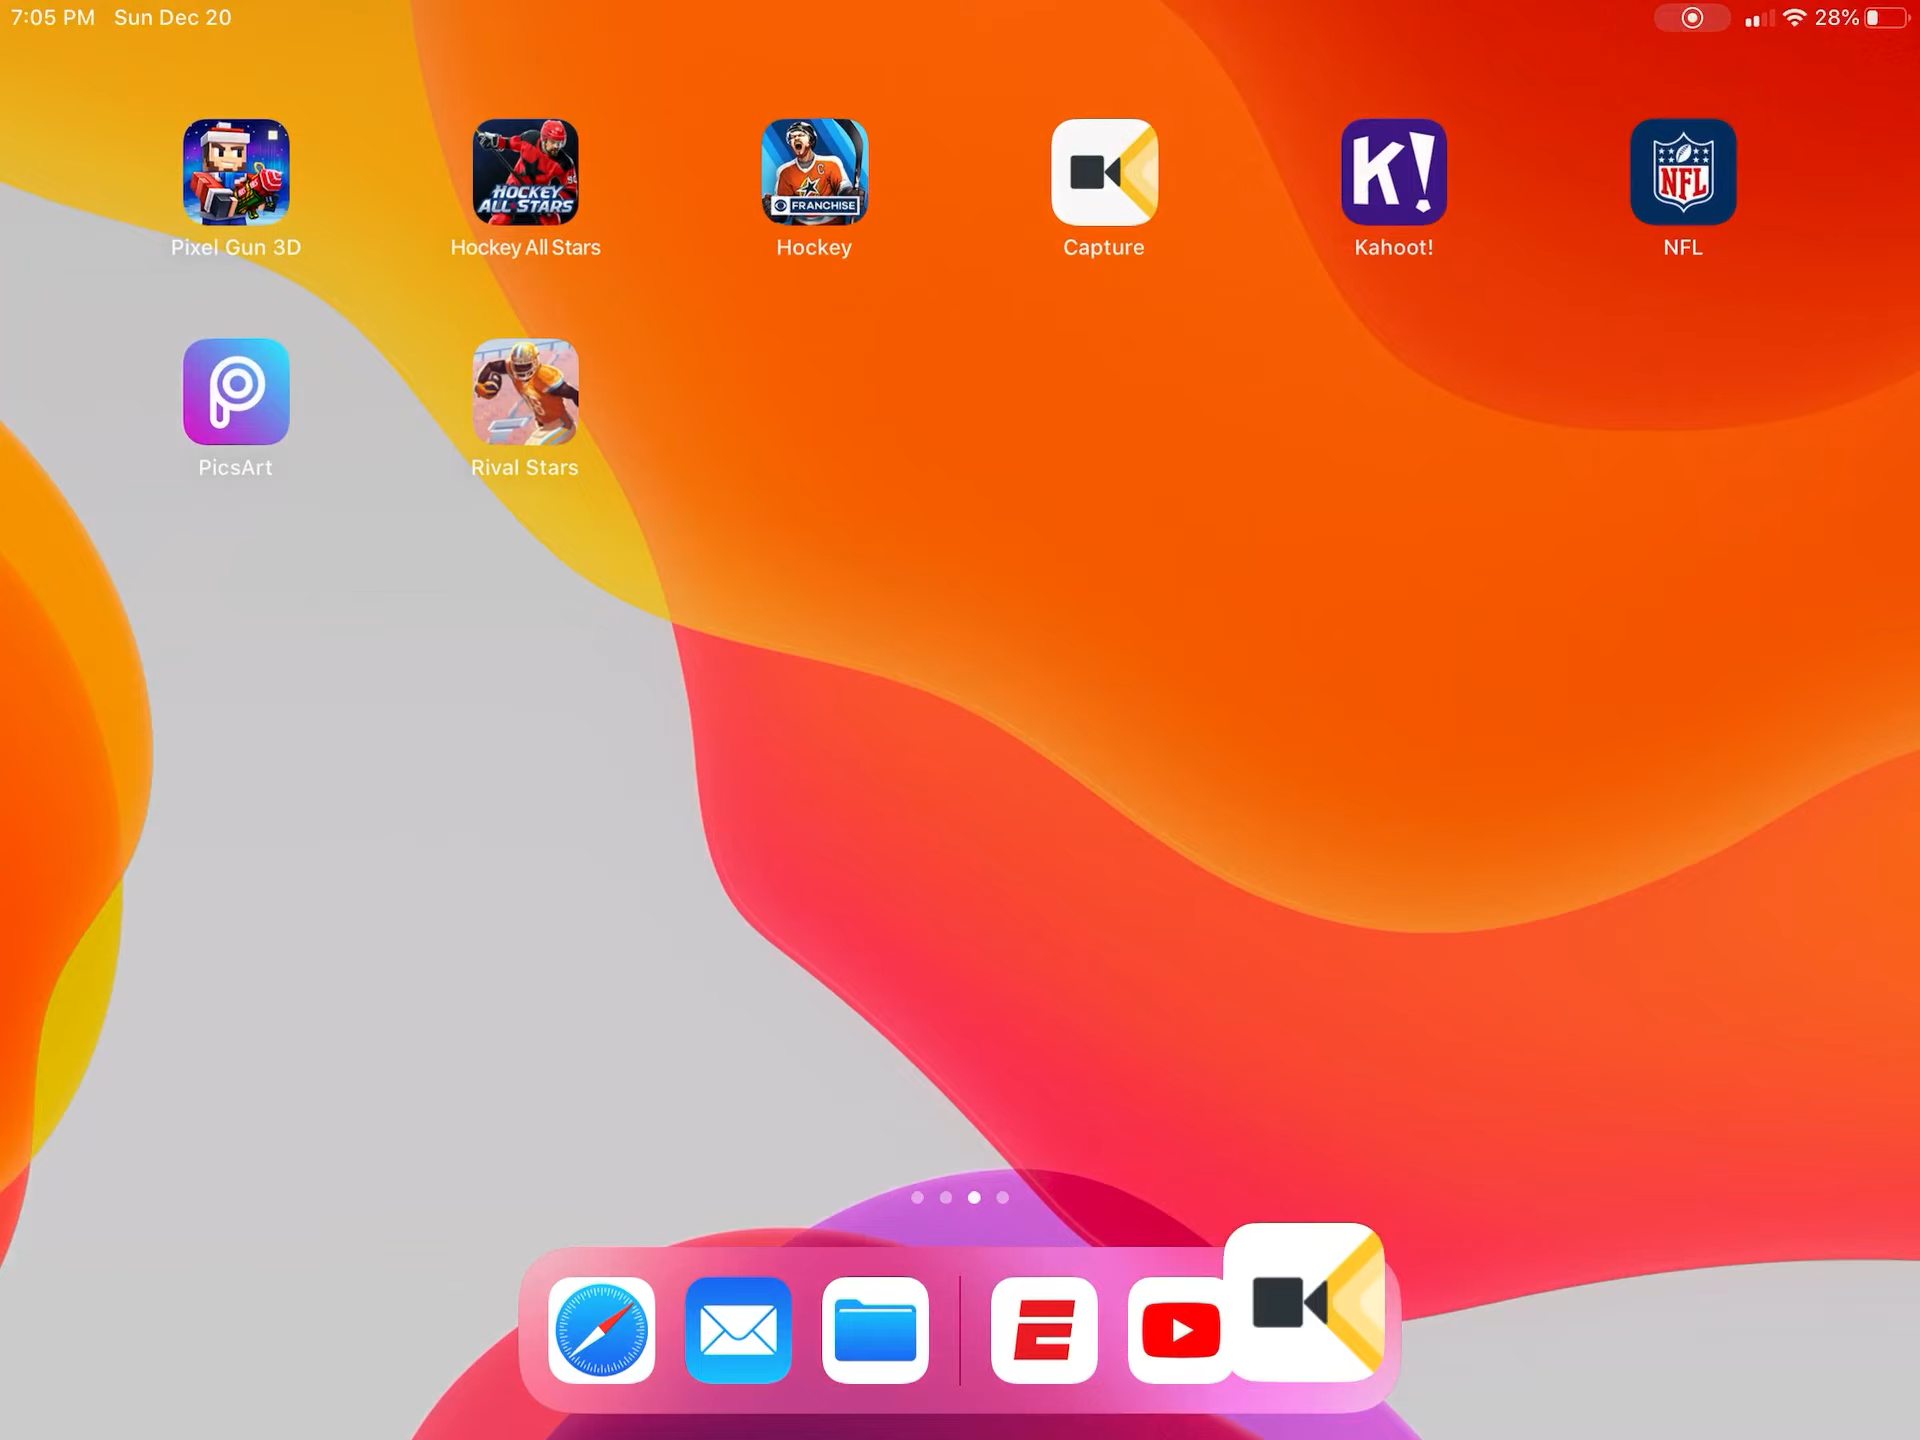 7:05 PM Sun Dec 20 28%
HOCKEY
ALL STARS
C
FRANCHISE
K!
NFL
Pixel Gun 3D Hockey All Stars Hockey Capture Kahoot! NFL
PicsArt Rival Stars